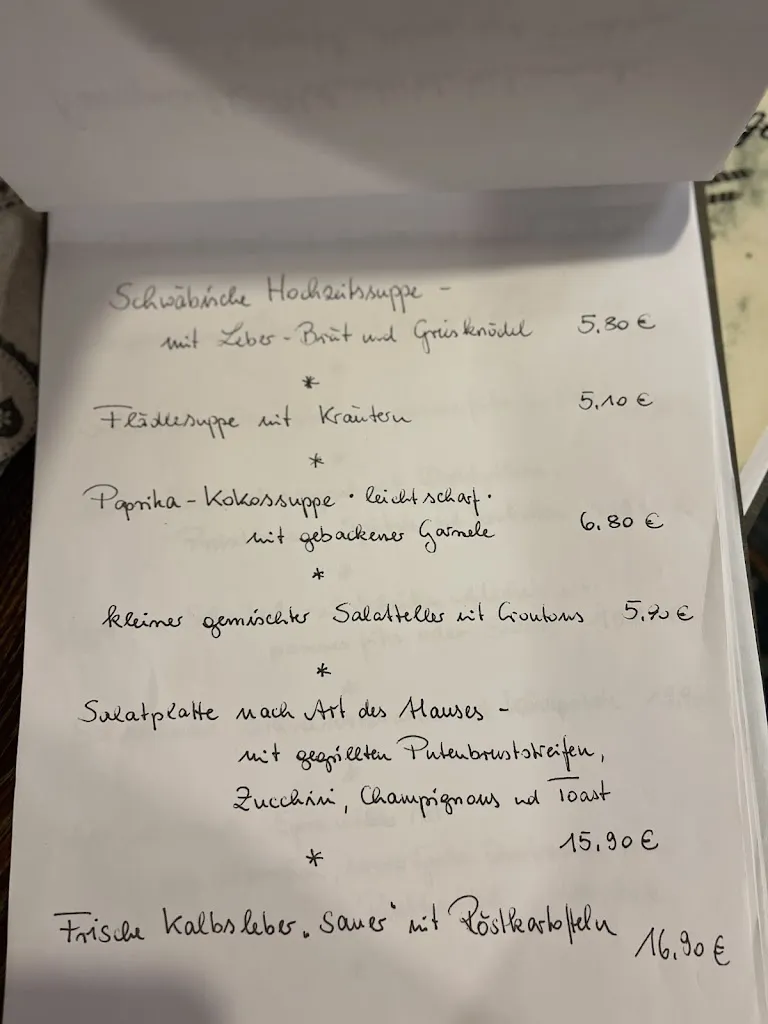 Schwäbische Hochzeitssuppe -
mit Leber-Brät und Griesknödel 5,80 €
*
Flädlesuppe mit Kräutern 5,10 €
*
Paprika-Kokossuppe · leicht scharf ·
mit gebackener Garnele 6,80 €
*
kleiner gemischter Salatteller mit Croutons 5,90 €
*
Salatplatte nach Art des Hauses -
mit gegrillten Putenbruststreifen,
Zucchini, Champignons und Toast
15,90 €
*
Frische Kalbsleber „Sauer" mit Röstkartoffeln 16,90 €